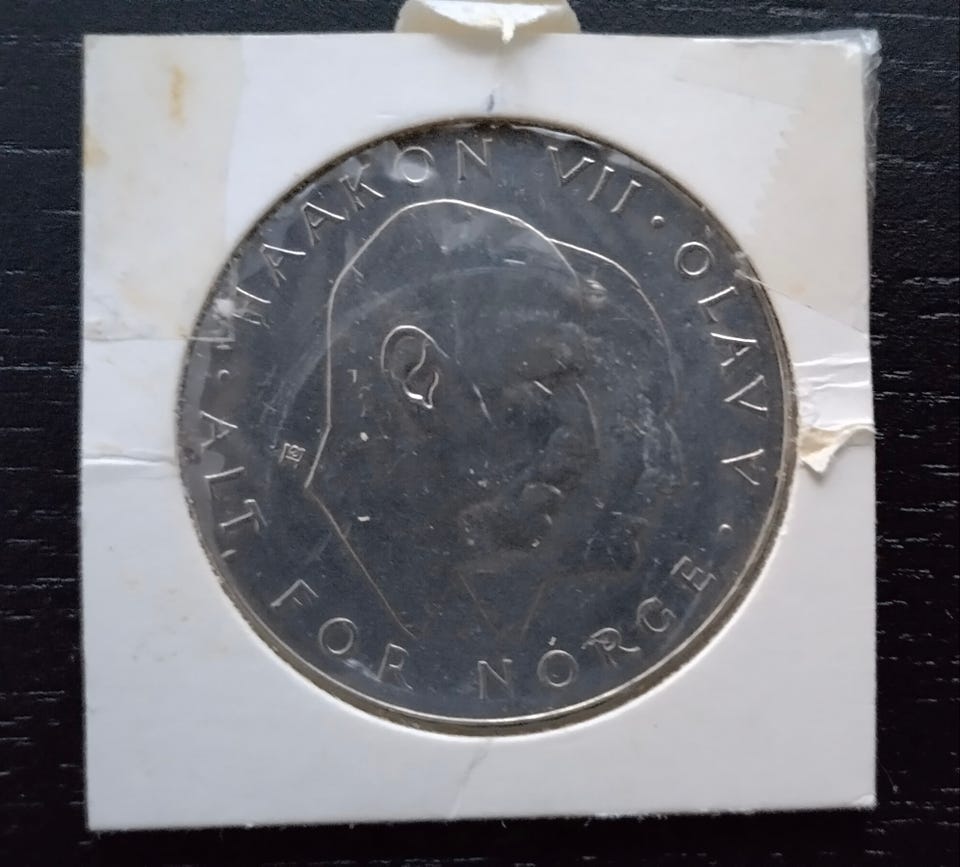 HAAKON VII · OLAV V ·
ALT FOR NORGE ·